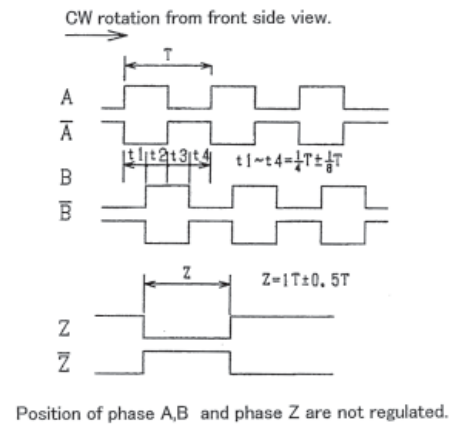 CW rotation from front side view.
T
A
A̅
t1 t2 t3 t4 t1~t4=¼T±⅛T
B
B̅
Z Z=1T±0.5T
Z
Z̅
Position of phase A,B and phase Z are not regulated.